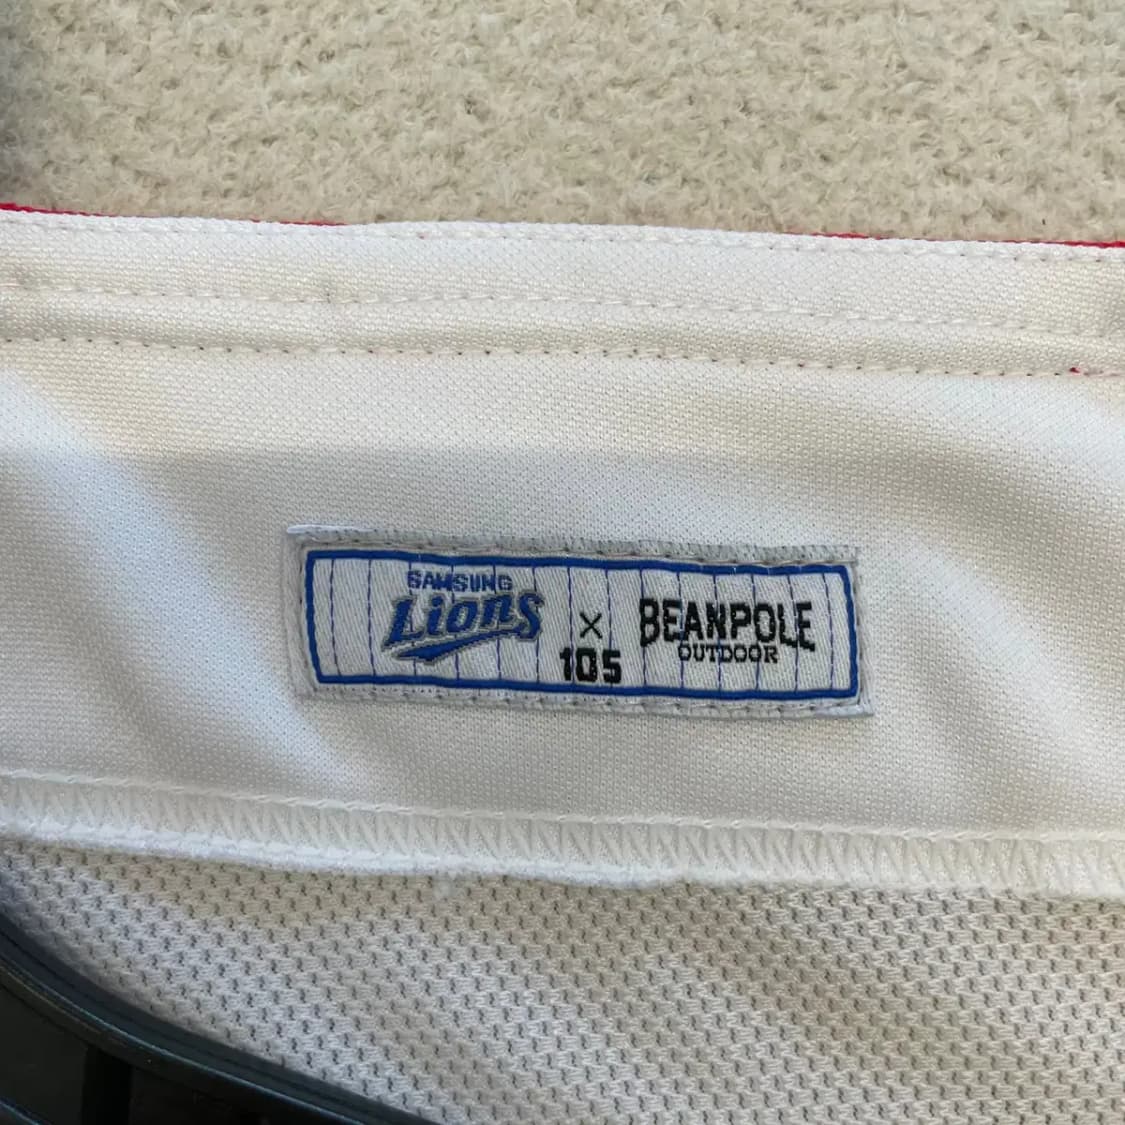 SAMSUNG
Lions
×
BEANPOLE
OUTDOOR
105